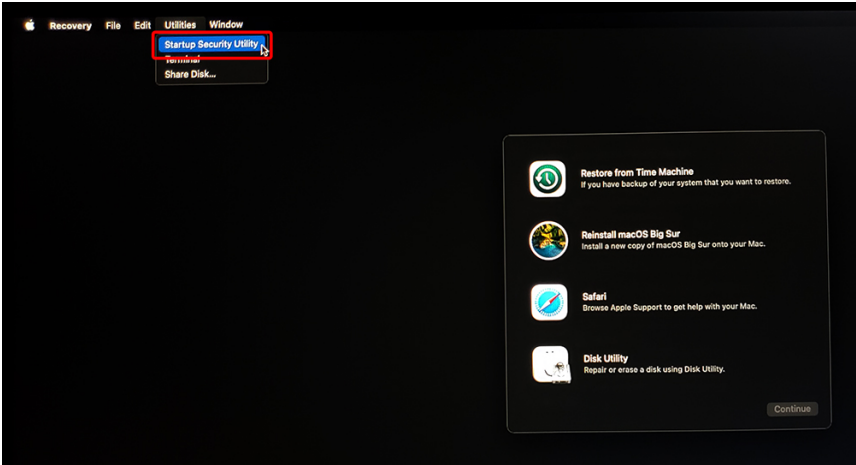 Recovery File Edit Utilities Window
Startup Security Utility
Terminal
Share Disk...
Restore from Time Machine
If you have backup of your system that you want to restore.
Reinstall macOS Big Sur
Install a new copy of macOS Big Sur onto your Mac.
Safari
Browse Apple Support to get help with your Mac.
Disk Utility
Repair or erase a disk using Disk Utility.
Continue